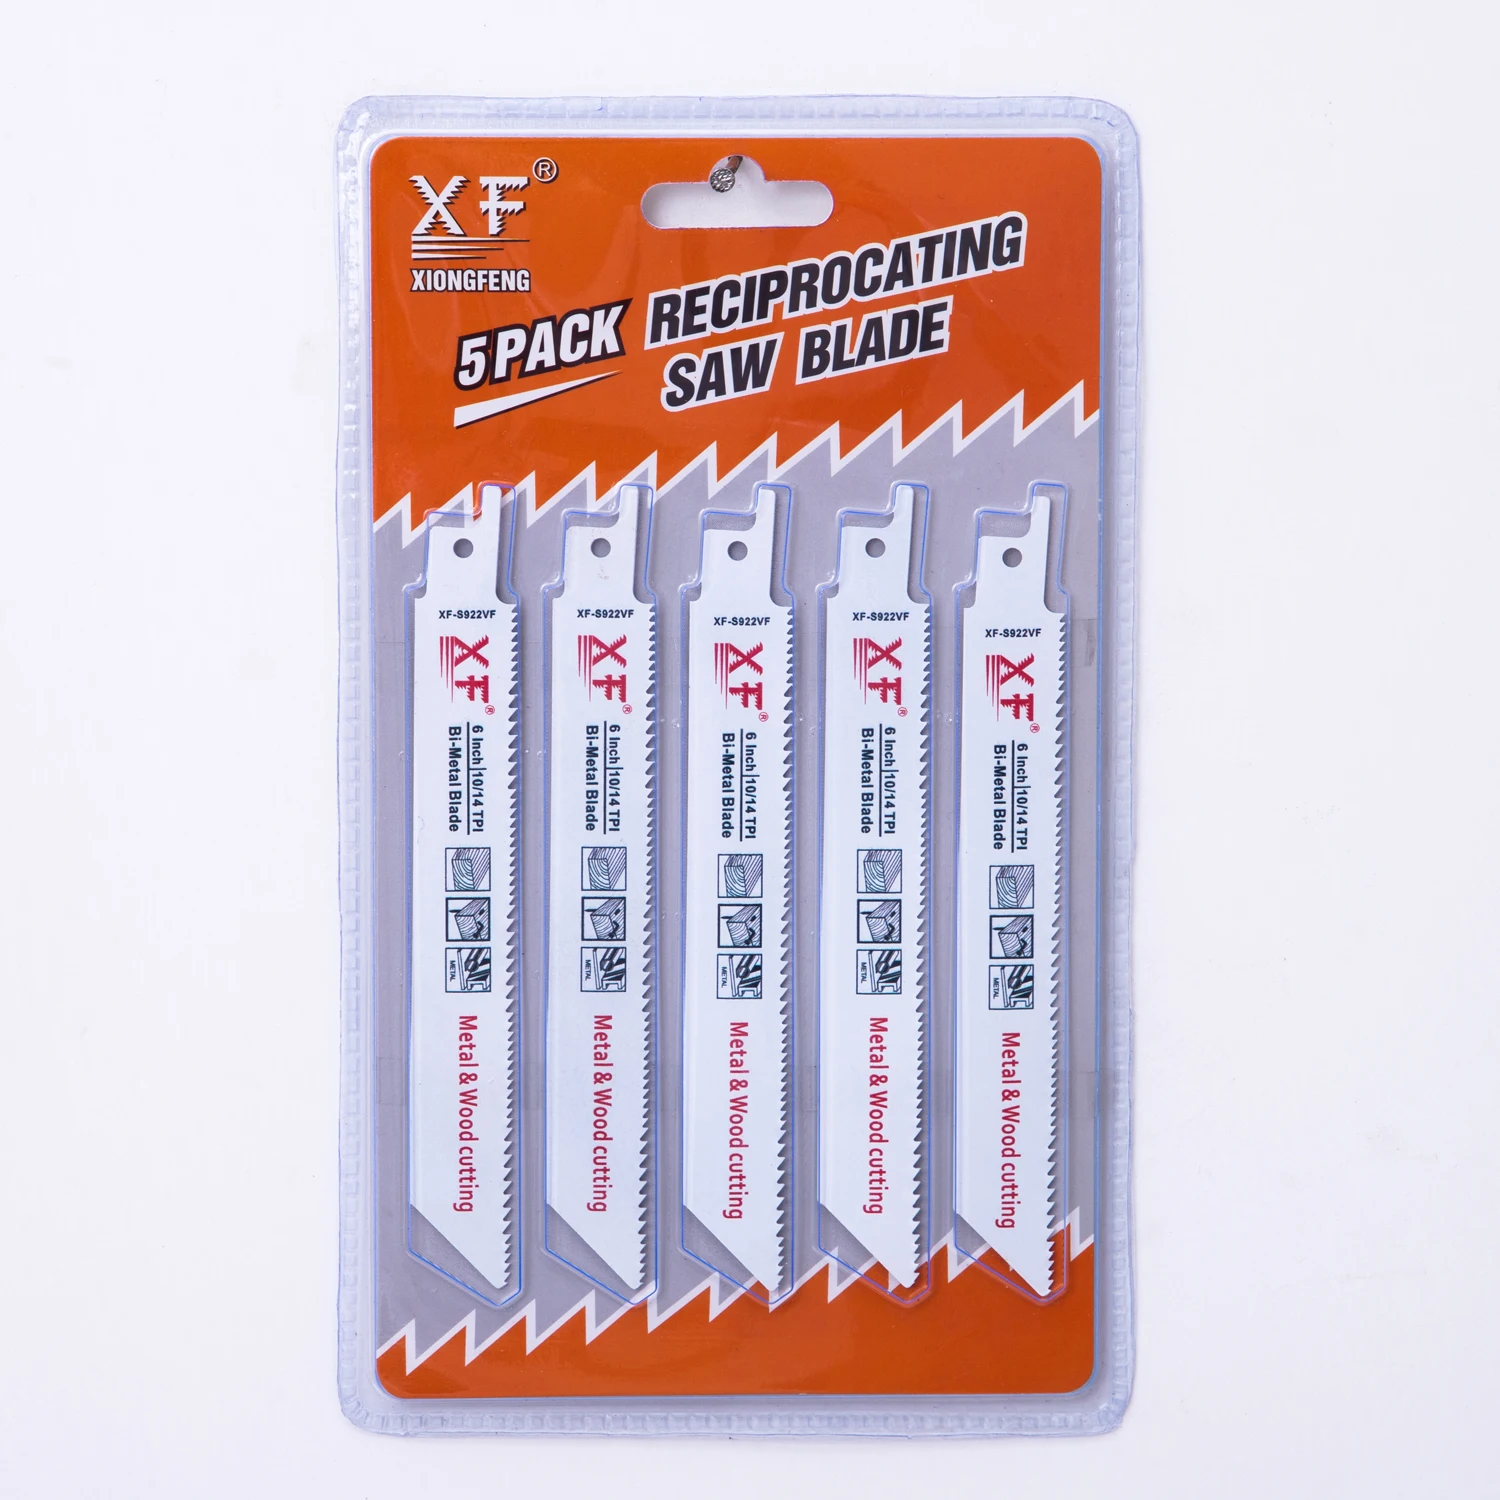 XF®
XIONGFENG
5PACK RECIPROCATING
SAW BLADE
XF-S922VF
XF®
6 Inch|10/14 TPI
Bi-Metal Blade
METAL
Metal & Wood cutting
XF-S922VF
XF®
6 Inch|10/14 TPI
Bi-Metal Blade
METAL
Metal & Wood cutting
XF-S922VF
XF®
6 Inch|10/14 TPI
Bi-Metal Blade
METAL
Metal & Wood cutting
XF-S922VF
XF®
6 Inch|10/14 TPI
Bi-Metal Blade
METAL
Metal & Wood cutting
XF-S922VF
XF®
6 Inch|10/14 TPI
Bi-Metal Blade
METAL
Metal & Wood cutting